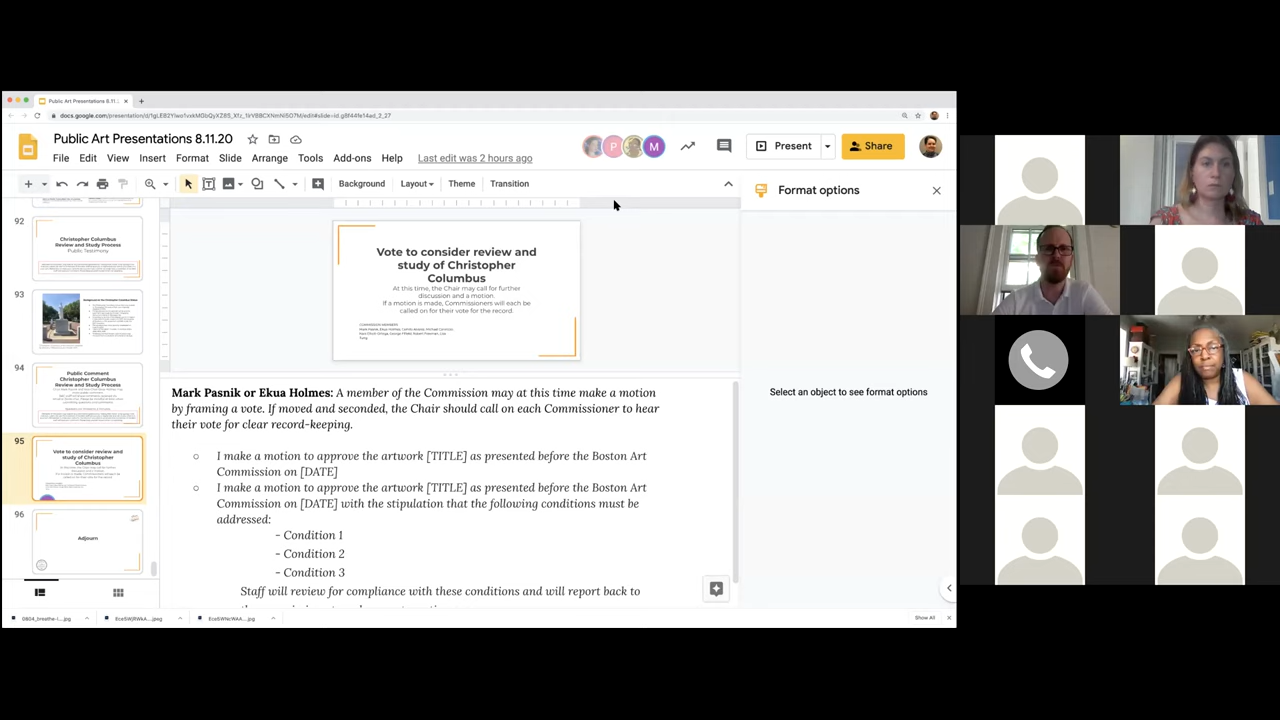 Public Art Presentations 8.11.20
Public Art Presentations 8.11.20
File Edit View Insert Format Slide Arrange Tools Add-ons Help Last edit was 2 hours ago
P
M
Present
Share
Background
Layout
Theme
Transition
Format options
Select an object to see format options
92
Christopher Columbus
Review and Study Process
Public Testimony
93
94
Public Comment
Christopher Columbus
Review and Study Process
95
Vote to consider review and
study of Christopher
Columbus
96
Adjourn
Vote to consider review and
study of Christopher
Columbus
At this time, the Chair may call for further
discussion and a motion.
If a motion is made, Commissioners will each be
called on for their vote for the record.
Mark Pasnik or Ekua Holmes: A member of the Commission may at this time make a motion
by framing a vote. If moved and seconded, the Chair should call on each Commissioner to hear
their vote for clear record-keeping.
○ I make a motion to approve the artwork [TITLE] as presented before the Boston Art
Commission on [DATE]
○ I make a motion to approve the artwork [TITLE] as presented before the Boston Art
Commission on [DATE] with the stipulation that the following conditions must be
addressed:
- Condition 1
- Condition 2
- Condition 3
Staff will review for compliance with these conditions and will report back to
Show All